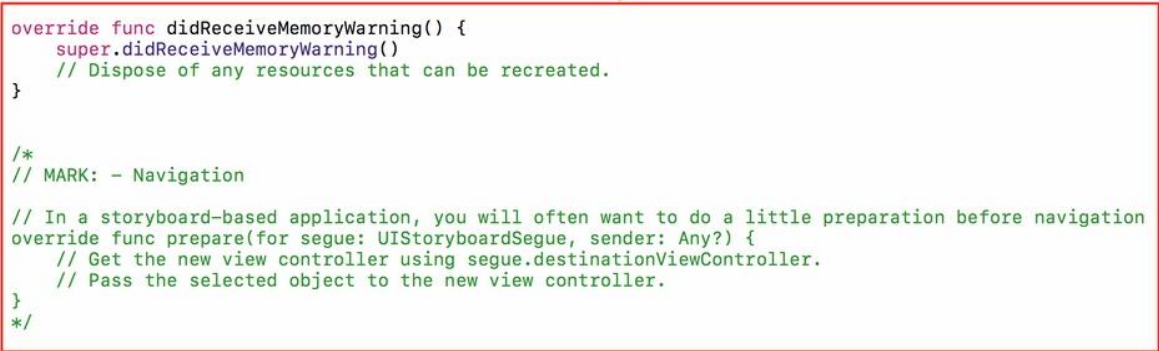 override func didReceiveMemoryWarning() {
    super.didReceiveMemoryWarning()
    // Dispose of any resources that can be recreated.
}
/*
// MARK: - Navigation
// In a storyboard-based application, you will often want to do a little preparation before navigation
override func prepare(for segue: UIStoryboardSegue, sender: Any?) {
    // Get the new view controller using segue.destinationViewController.
    // Pass the selected object to the new view controller.
}
*/